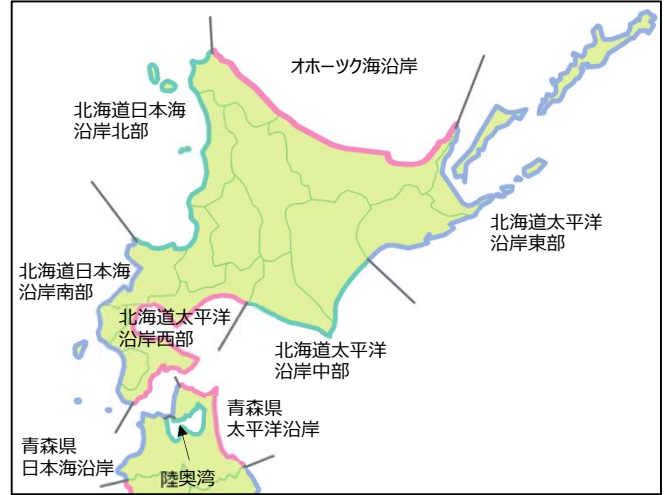 オホーツク海沿岸
北海道日本海
沿岸北部
北海道太平洋
沿岸東部
北海道日本海
沿岸南部
北海道太平洋
沿岸西部
北海道太平洋
沿岸中部
青森県
太平洋沿岸
青森県
日本海沿岸
陸奥湾